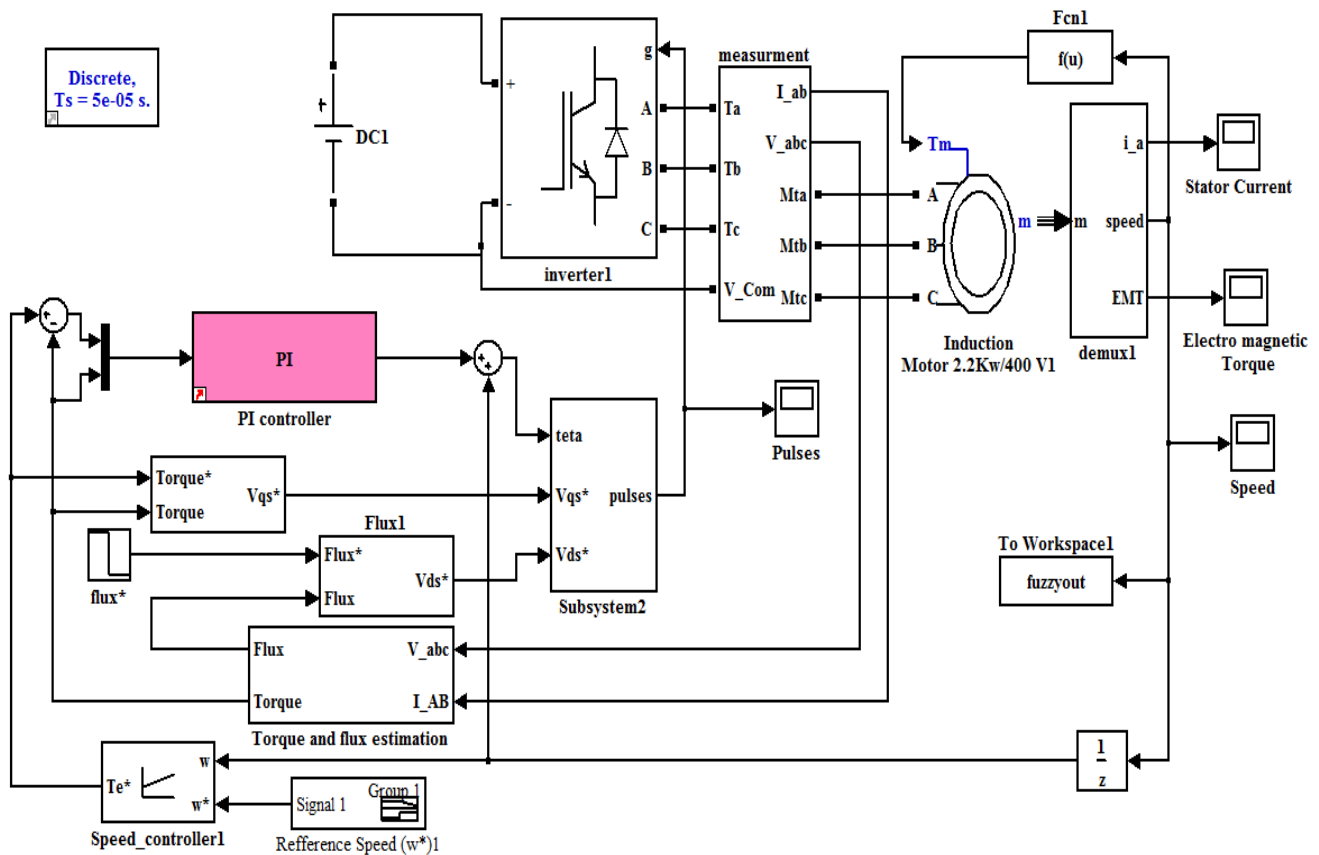 Discrete,
Ts = 5e-05 s.
+
DC1
+
-
g
A
B
C
inverter1
measurment
Ta
Tb
Tc
V_Com
I_ab
V_abc
Mta
Mtb
Mtc
Fcn1
f(u)
Tm
A
B
C
m
Induction
Motor 2.2Kw/400 V1
m
i_a
speed
EMT
demux1
Stator Current
Electro magnetic
Torque
Speed
+
-
PI
PI controller
+
+
teta
Vqs*
Vds*
pulses
Subsystem2
Pulses
Torque*
Torque
Vqs*
flux*
Flux1
Flux*
Flux
Vds*
To Workspace1
fuzzyout
Flux
Torque
V_abc
I_AB
Torque and flux estimation
Te*
w
w*
Speed_controller1
Signal 1
Group 1
Refference Speed (w*)1
1
z